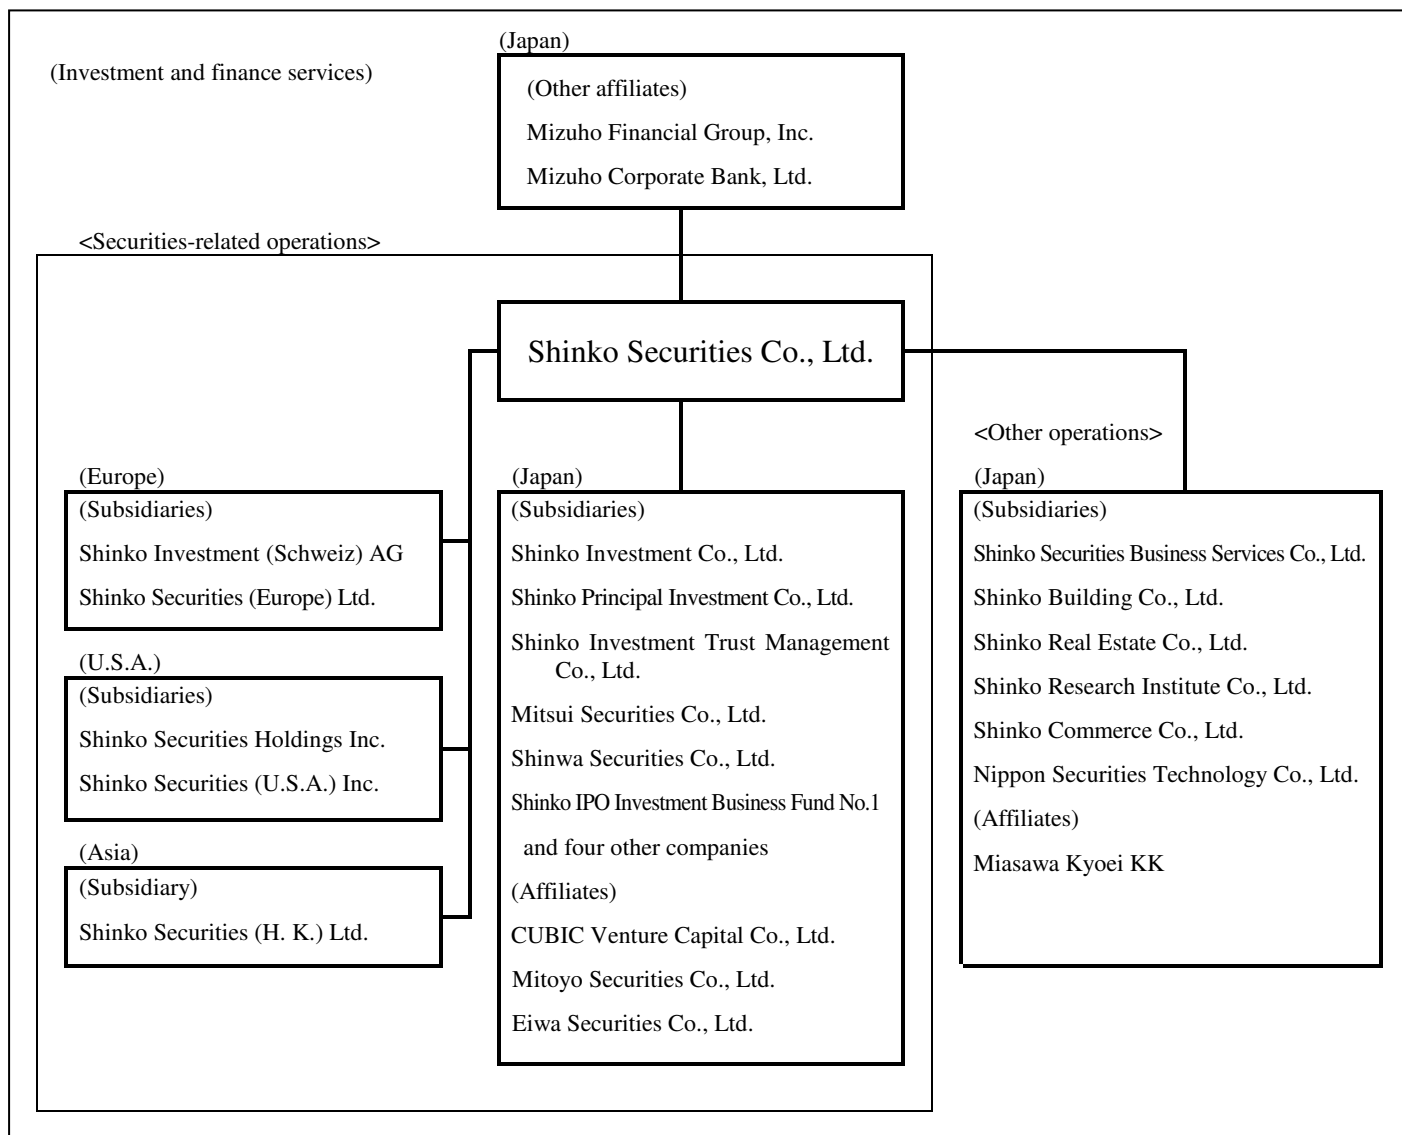 (Japan)
(Investment and finance services)
(Other affiliates)
Mizuho Financial Group, Inc.
Mizuho Corporate Bank, Ltd.
<Securities-related operations>
Shinko Securities Co., Ltd.
(Europe)
(Subsidiaries)
Shinko Investment (Schweiz) AG
Shinko Securities (Europe) Ltd.
(U.S.A.)
(Subsidiaries)
Shinko Securities Holdings Inc.
Shinko Securities (U.S.A.) Inc.
(Asia)
(Subsidiary)
Shinko Securities (H. K.) Ltd.
(Japan)
(Subsidiaries)
Shinko Investment Co., Ltd.
Shinko Principal Investment Co., Ltd.
Shinko Investment Trust Management
Co., Ltd.
Mitsui Securities Co., Ltd.
Shinwa Securities Co., Ltd.
Shinko IPO Investment Business Fund No.1
and four other companies
(Affiliates)
CUBIC Venture Capital Co., Ltd.
Mitoyo Securities Co., Ltd.
Eiwa Securities Co., Ltd.
<Other operations>
(Japan)
(Subsidiaries)
Shinko Securities Business Services Co., Ltd.
Shinko Building Co., Ltd.
Shinko Real Estate Co., Ltd.
Shinko Research Institute Co., Ltd.
Shinko Commerce Co., Ltd.
Nippon Securities Technology Co., Ltd.
(Affiliates)
Miasawa Kyoei KK